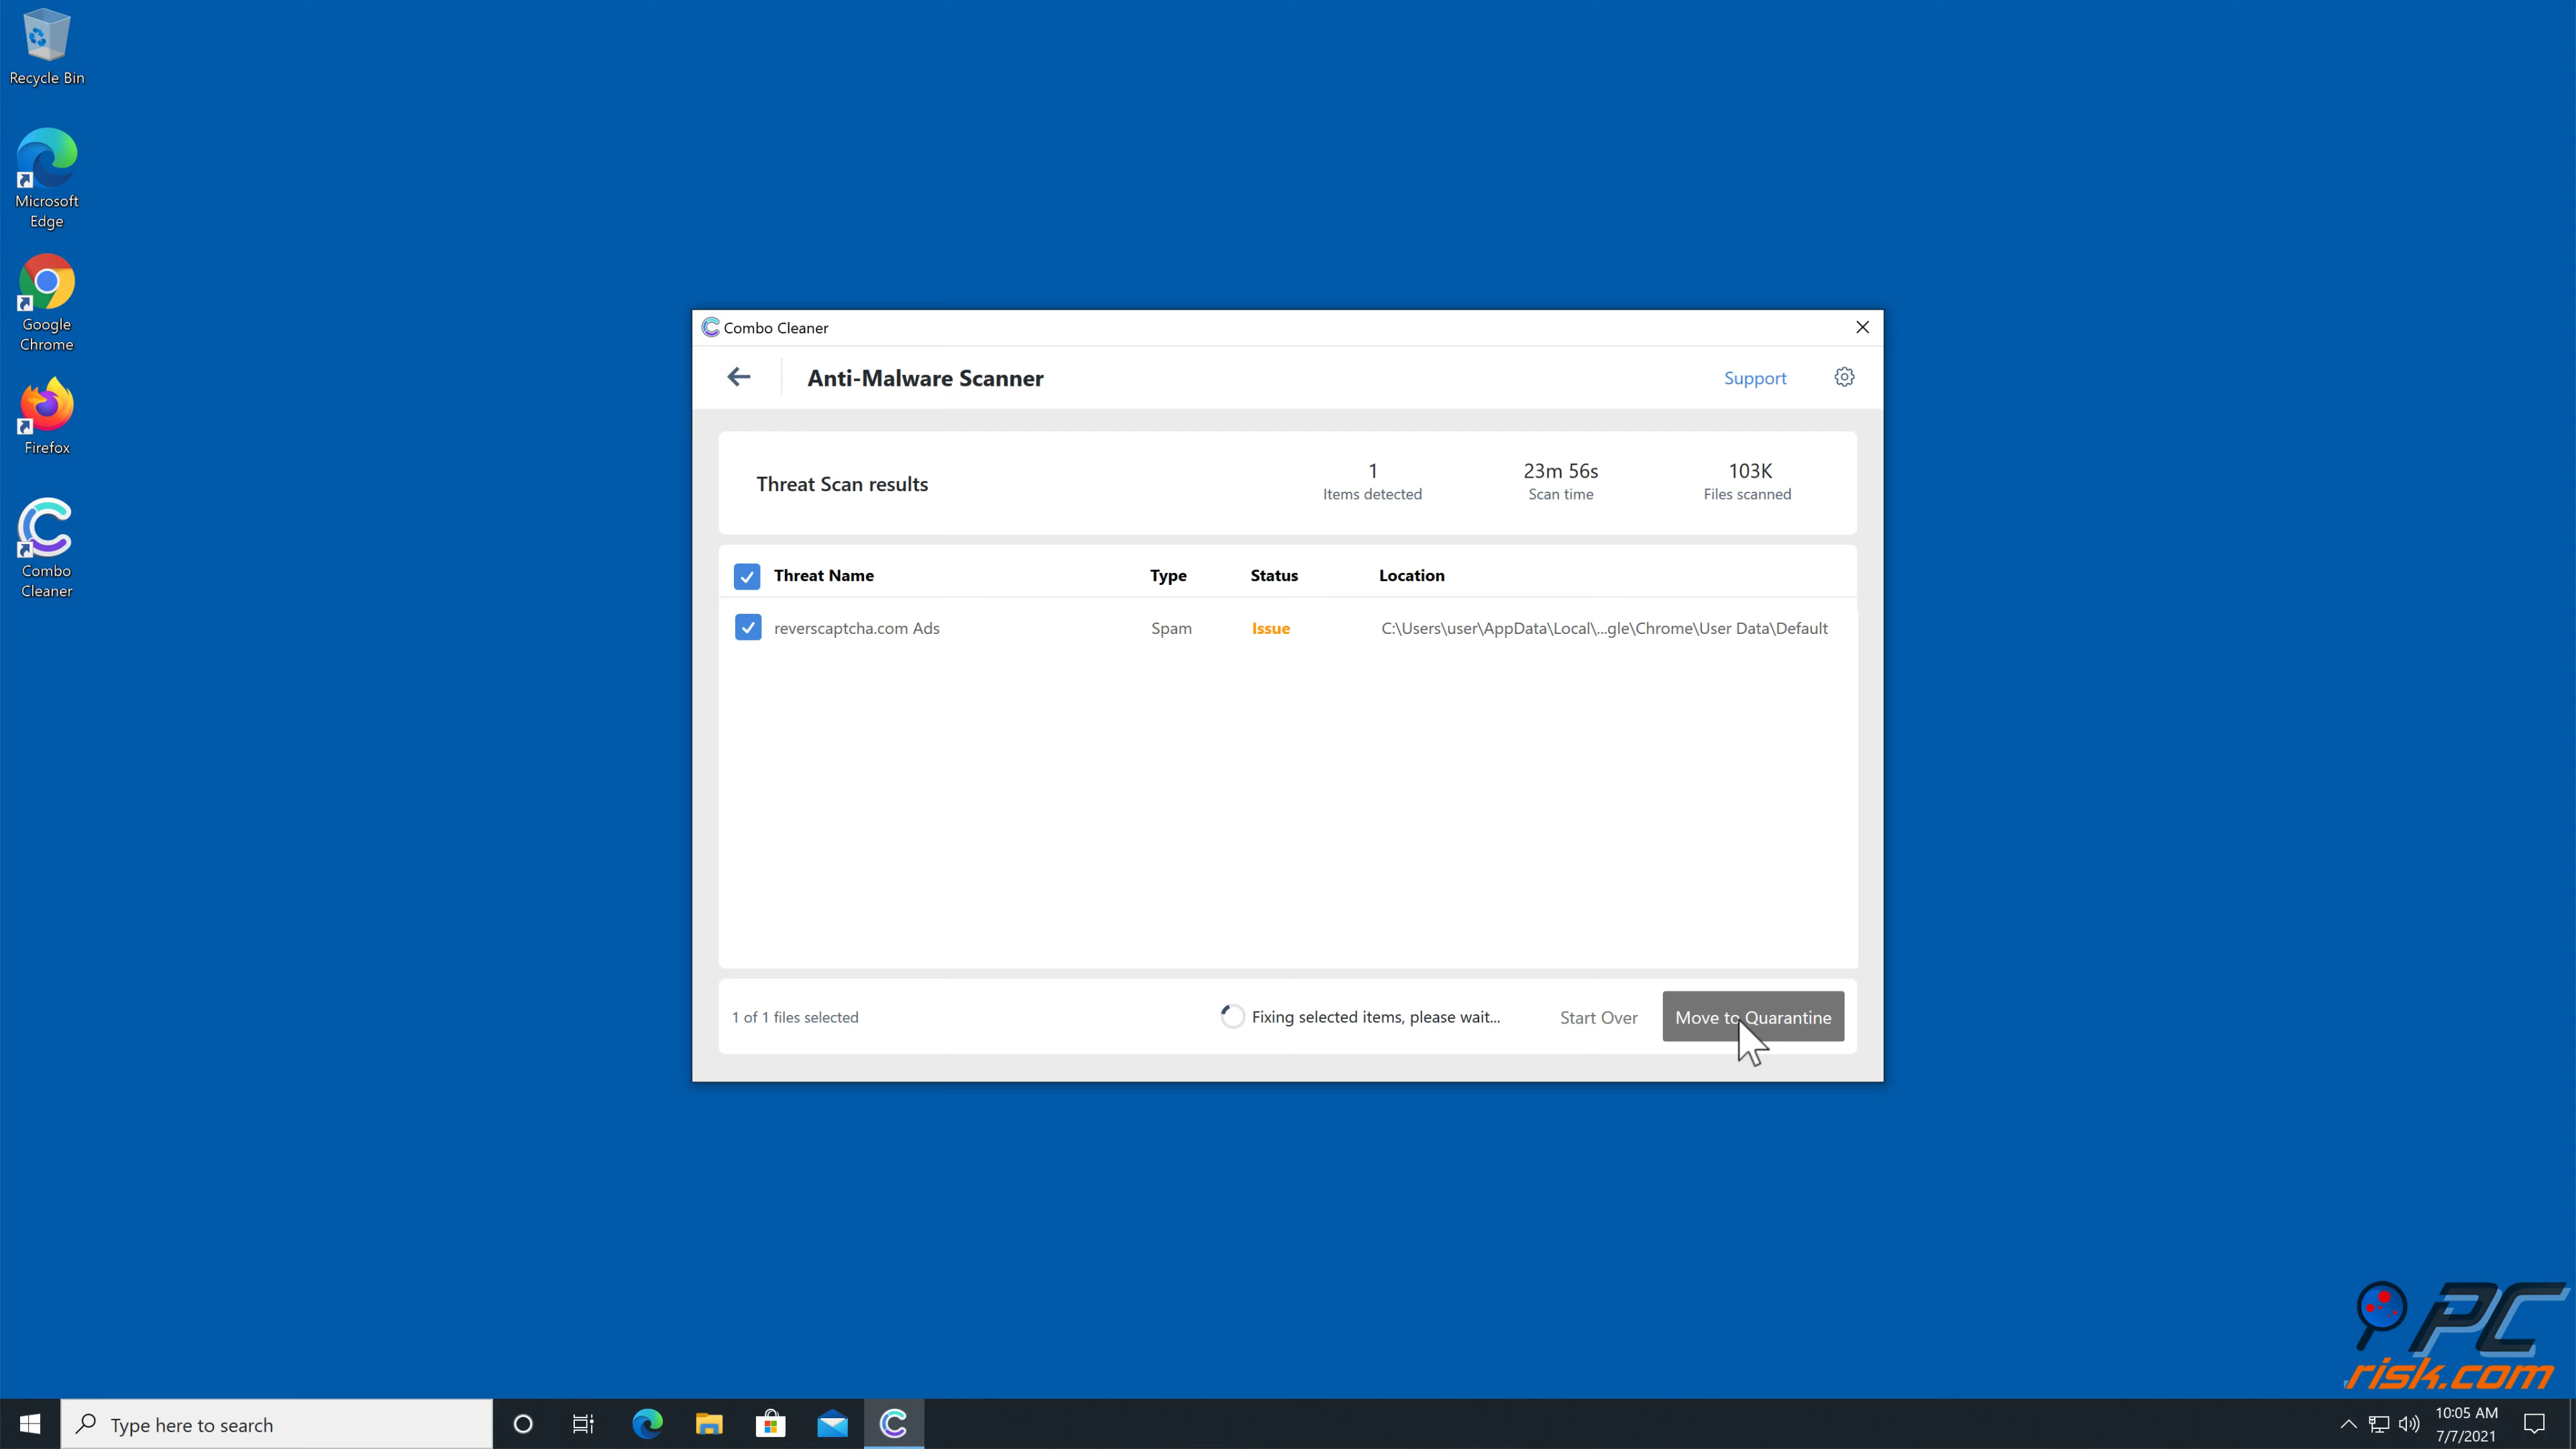 Recycle Bin
Microsoft
Edge
Google
Chrome
Firefox
Combo
Cleaner
Combo Cleaner
Anti-Malware Scanner
Support
Threat Scan results
1
Items detected
23m 56s
Scan time
103K
Files scanned
Threat Name Type Status Location
reverscaptcha.com Ads Spam Issue C:\Users\user\AppData\Local\...gle\Chrome\User Data\Default
1 of 1 files selected
Fixing selected items, please wait...
Start Over
Move to Quarantine
PC
risk.com
Type here to search
10:05 AM
7/7/2021